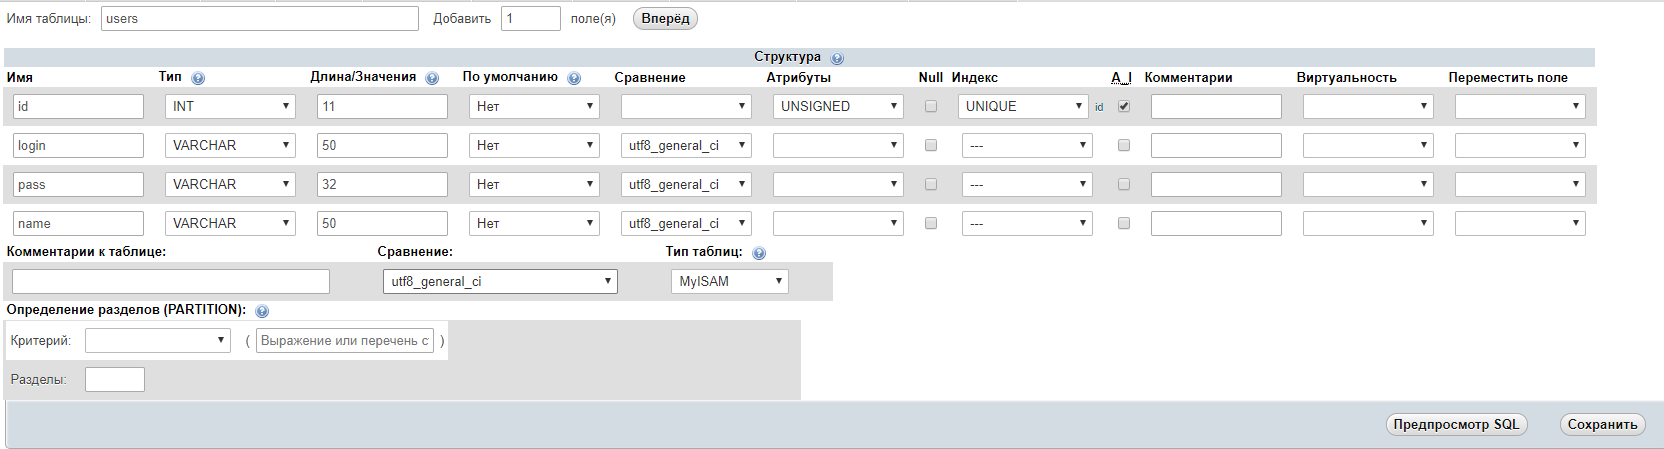 Имя таблицы: users Добавить 1 поле(я) Вперёд
Структура
Имя Тип Длина/Значения По умолчанию Сравнение Атрибуты Null Индекс A_I Комментарии Виртуальность Переместить поле
id INT 11 Нет UNSIGNED UNIQUE id
login VARCHAR 50 Нет utf8_general_ci ---
pass VARCHAR 32 Нет utf8_general_ci ---
name VARCHAR 50 Нет utf8_general_ci ---
Комментарии к таблице: Сравнение: Тип таблиц:
utf8_general_ci MyISAM
Определение разделов (PARTITION):
Критерий: ( Выражение или перечень с )
Разделы:
Предпросмотр SQL Сохранить